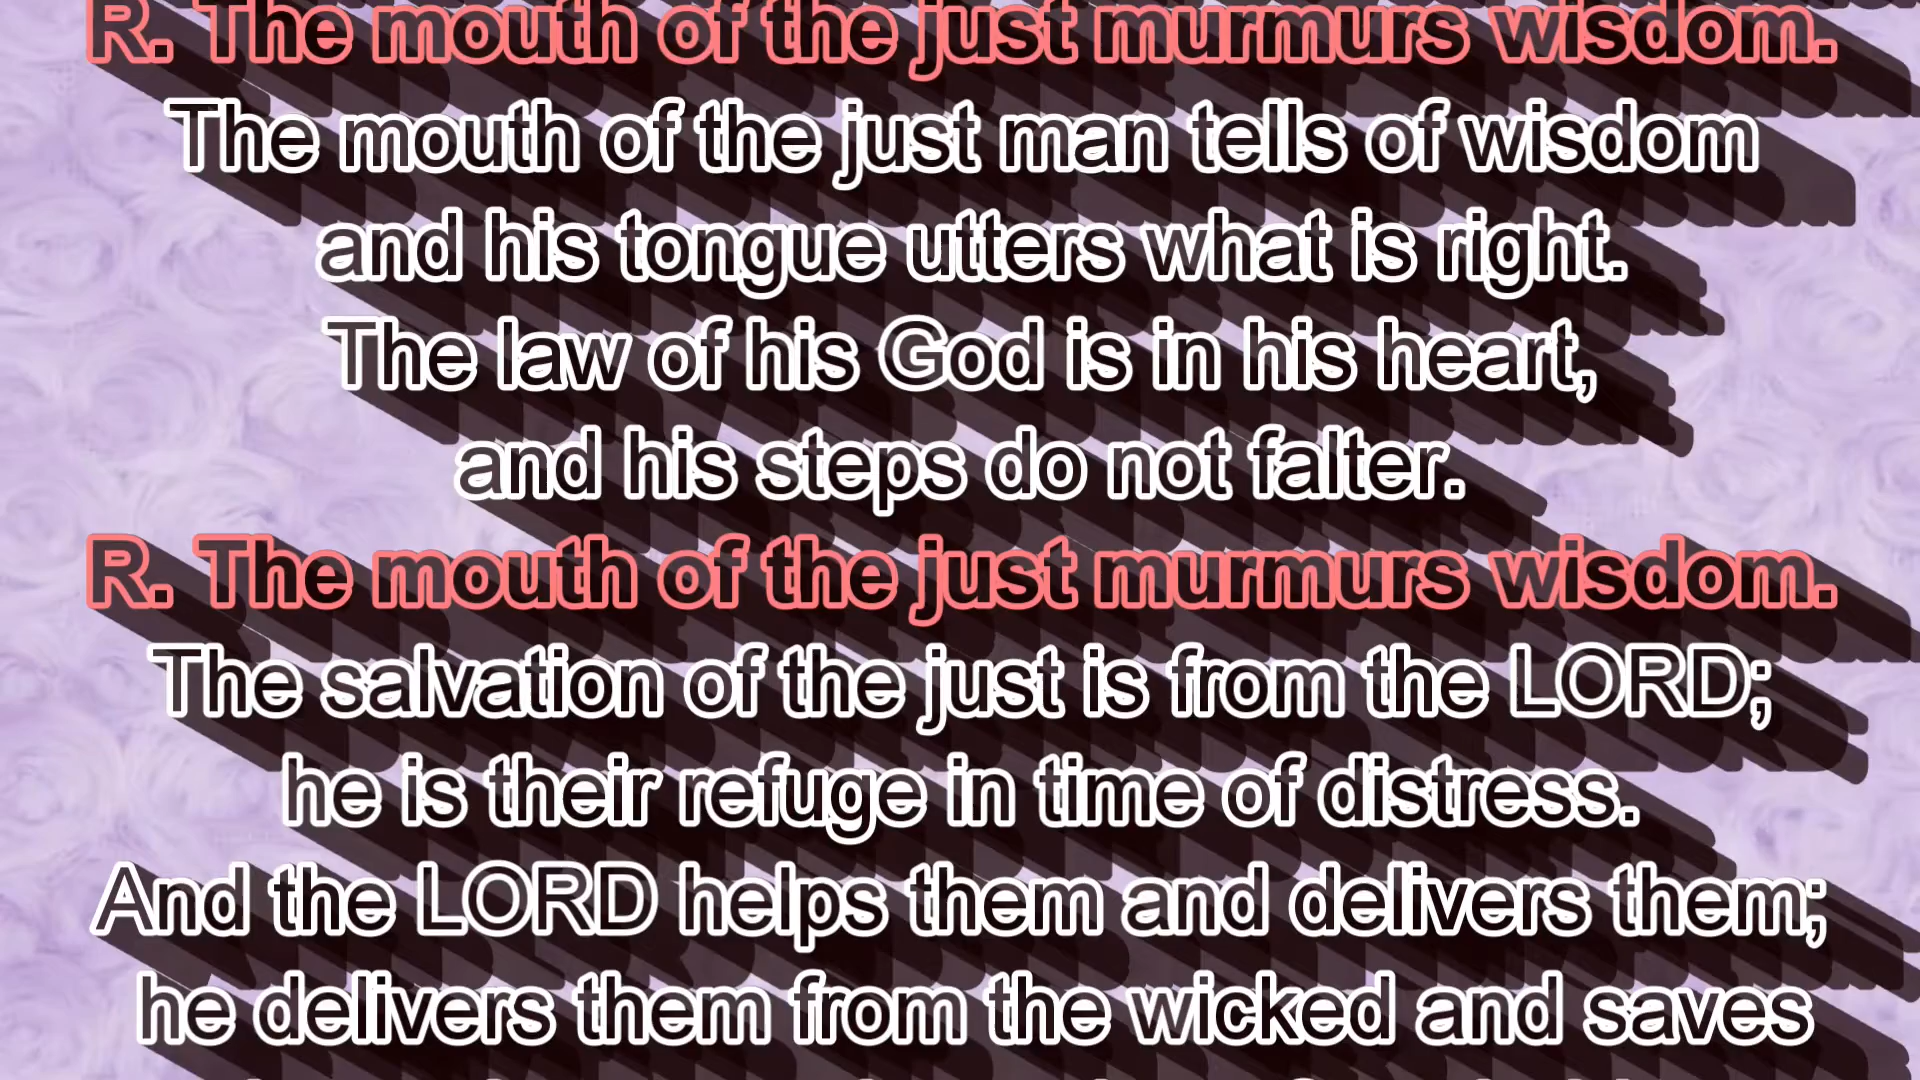 R. The mouth of the just murmurs wisdom.
The mouth of the just man tells of wisdom
and his tongue utters what is right.
The law of his God is in his heart,
and his steps do not falter.
R. The mouth of the just murmurs wisdom.
The salvation of the just is from the LORD;
he is their refuge in time of distress.
And the LORD helps them and delivers them;
he delivers them from the wicked and saves